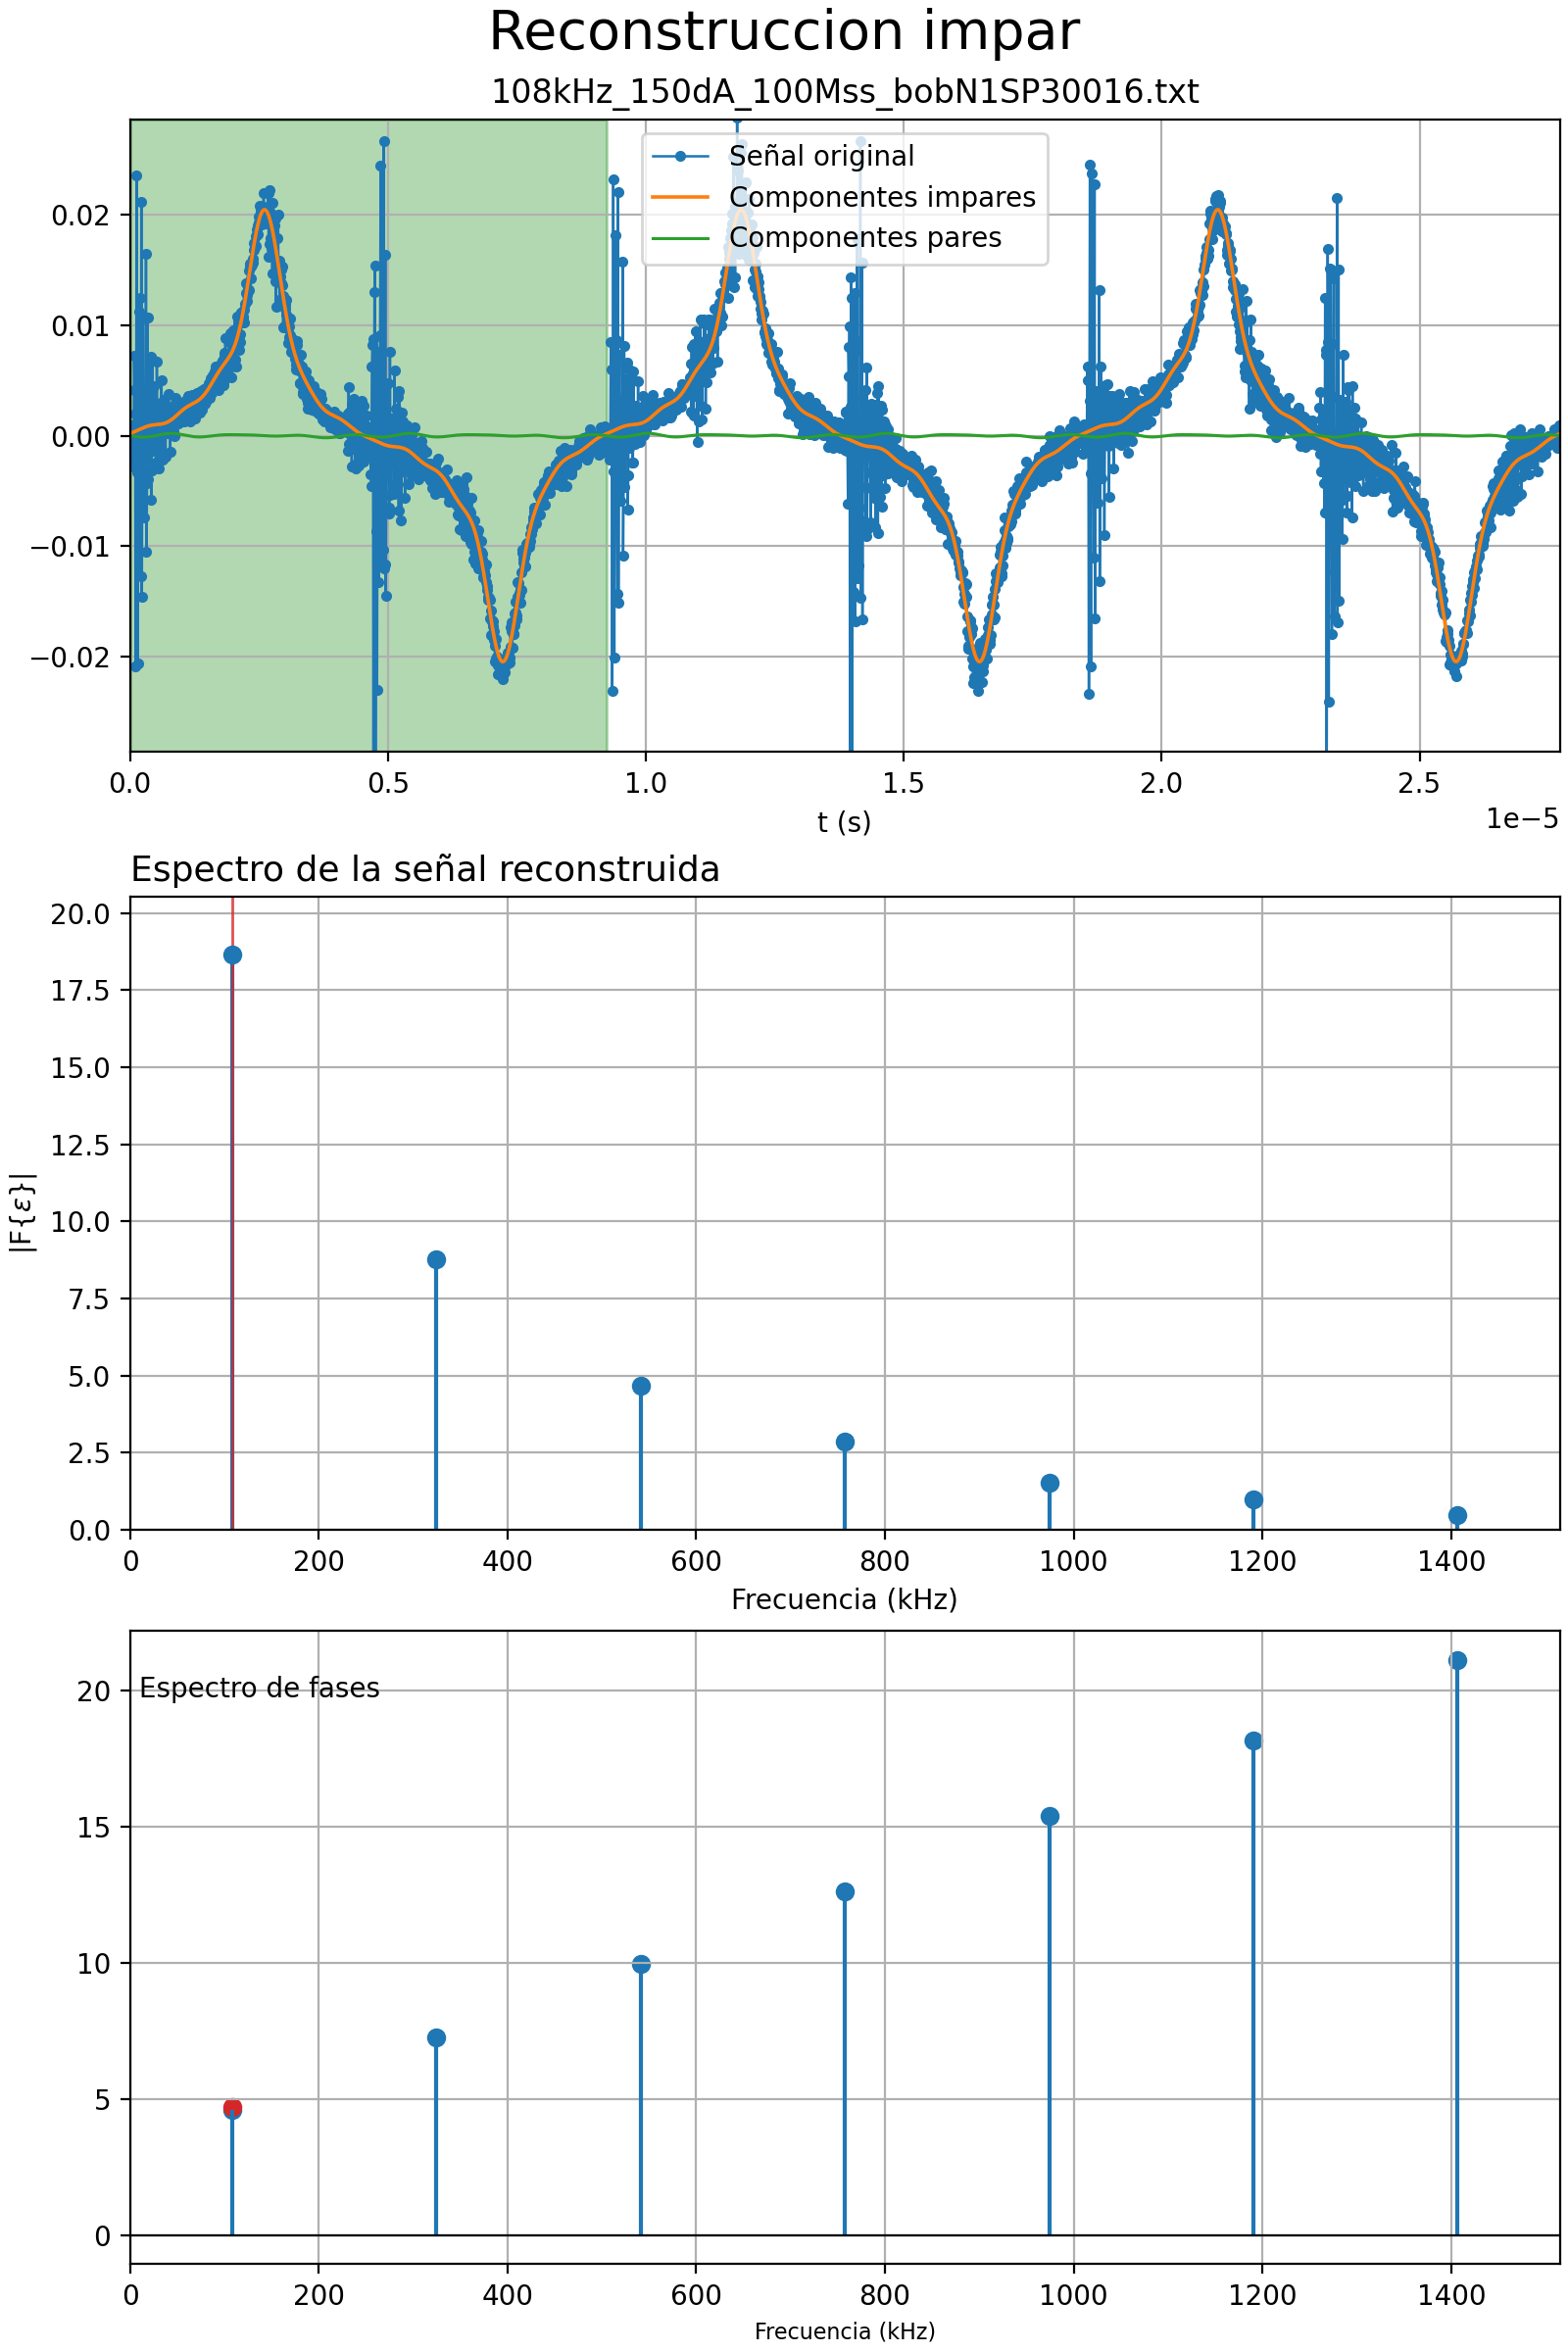 Reconstruccion impar
108kHz_150dA_100Mss_bobN1SP30016.txt
Señal original
Componentes impares
Componentes pares
0.02
0.01
0.00
−0.01
−0.02
0.0 0.5 1.0 1.5 2.0 2.5
t (s)
1e−5
Espectro de la señal reconstruida
20.0
17.5
15.0
12.5
10.0
7.5
5.0
2.5
0.0
|F{ε}|
0 200 400 600 800 1000 1200 1400
Frecuencia (kHz)
Espectro de fases
20
15
10
5
0
0 200 400 600 800 1000 1200 1400
Frecuencia (kHz)